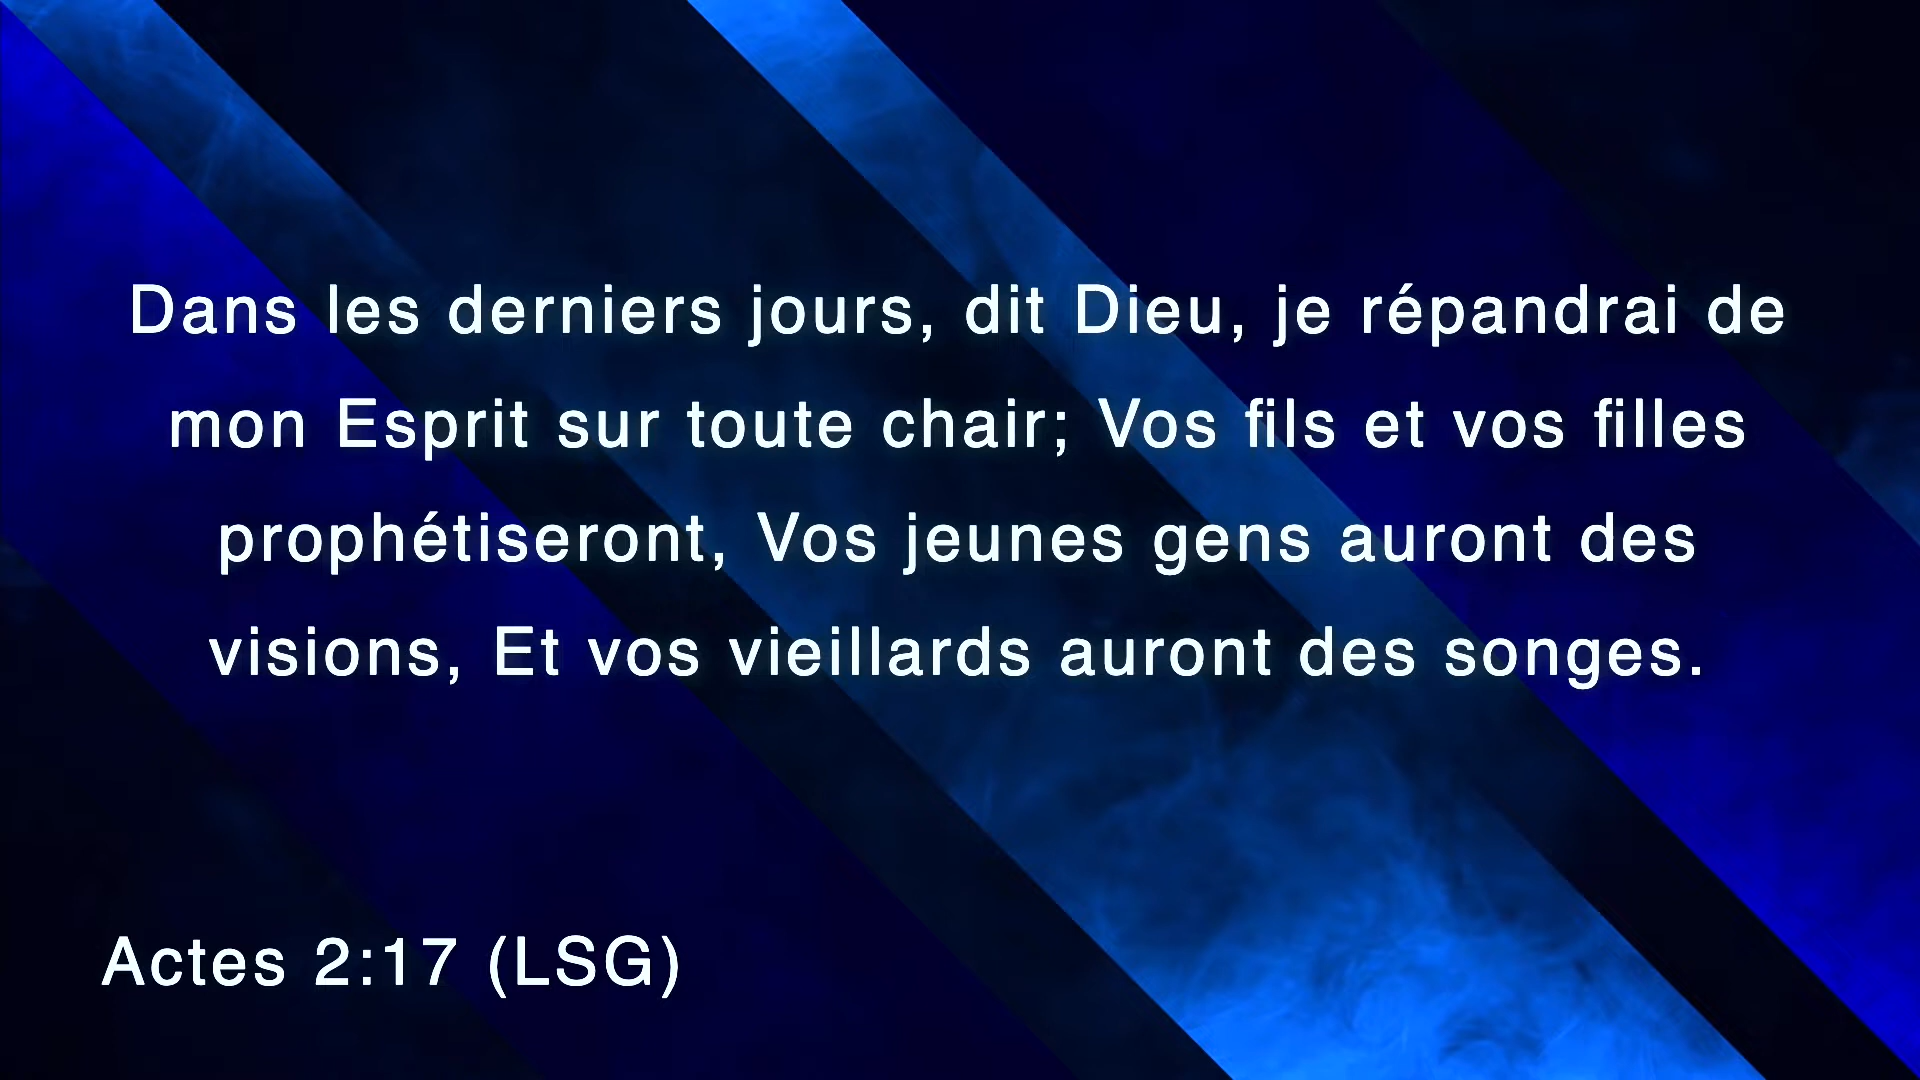 Dans les derniers jours, dit Dieu, je répandrai de
mon Esprit sur toute chair; Vos fils et vos filles
prophétiseront, Vos jeunes gens auront des
visions, Et vos vieillards auront des songes.
Actes 2:17 (LSG)